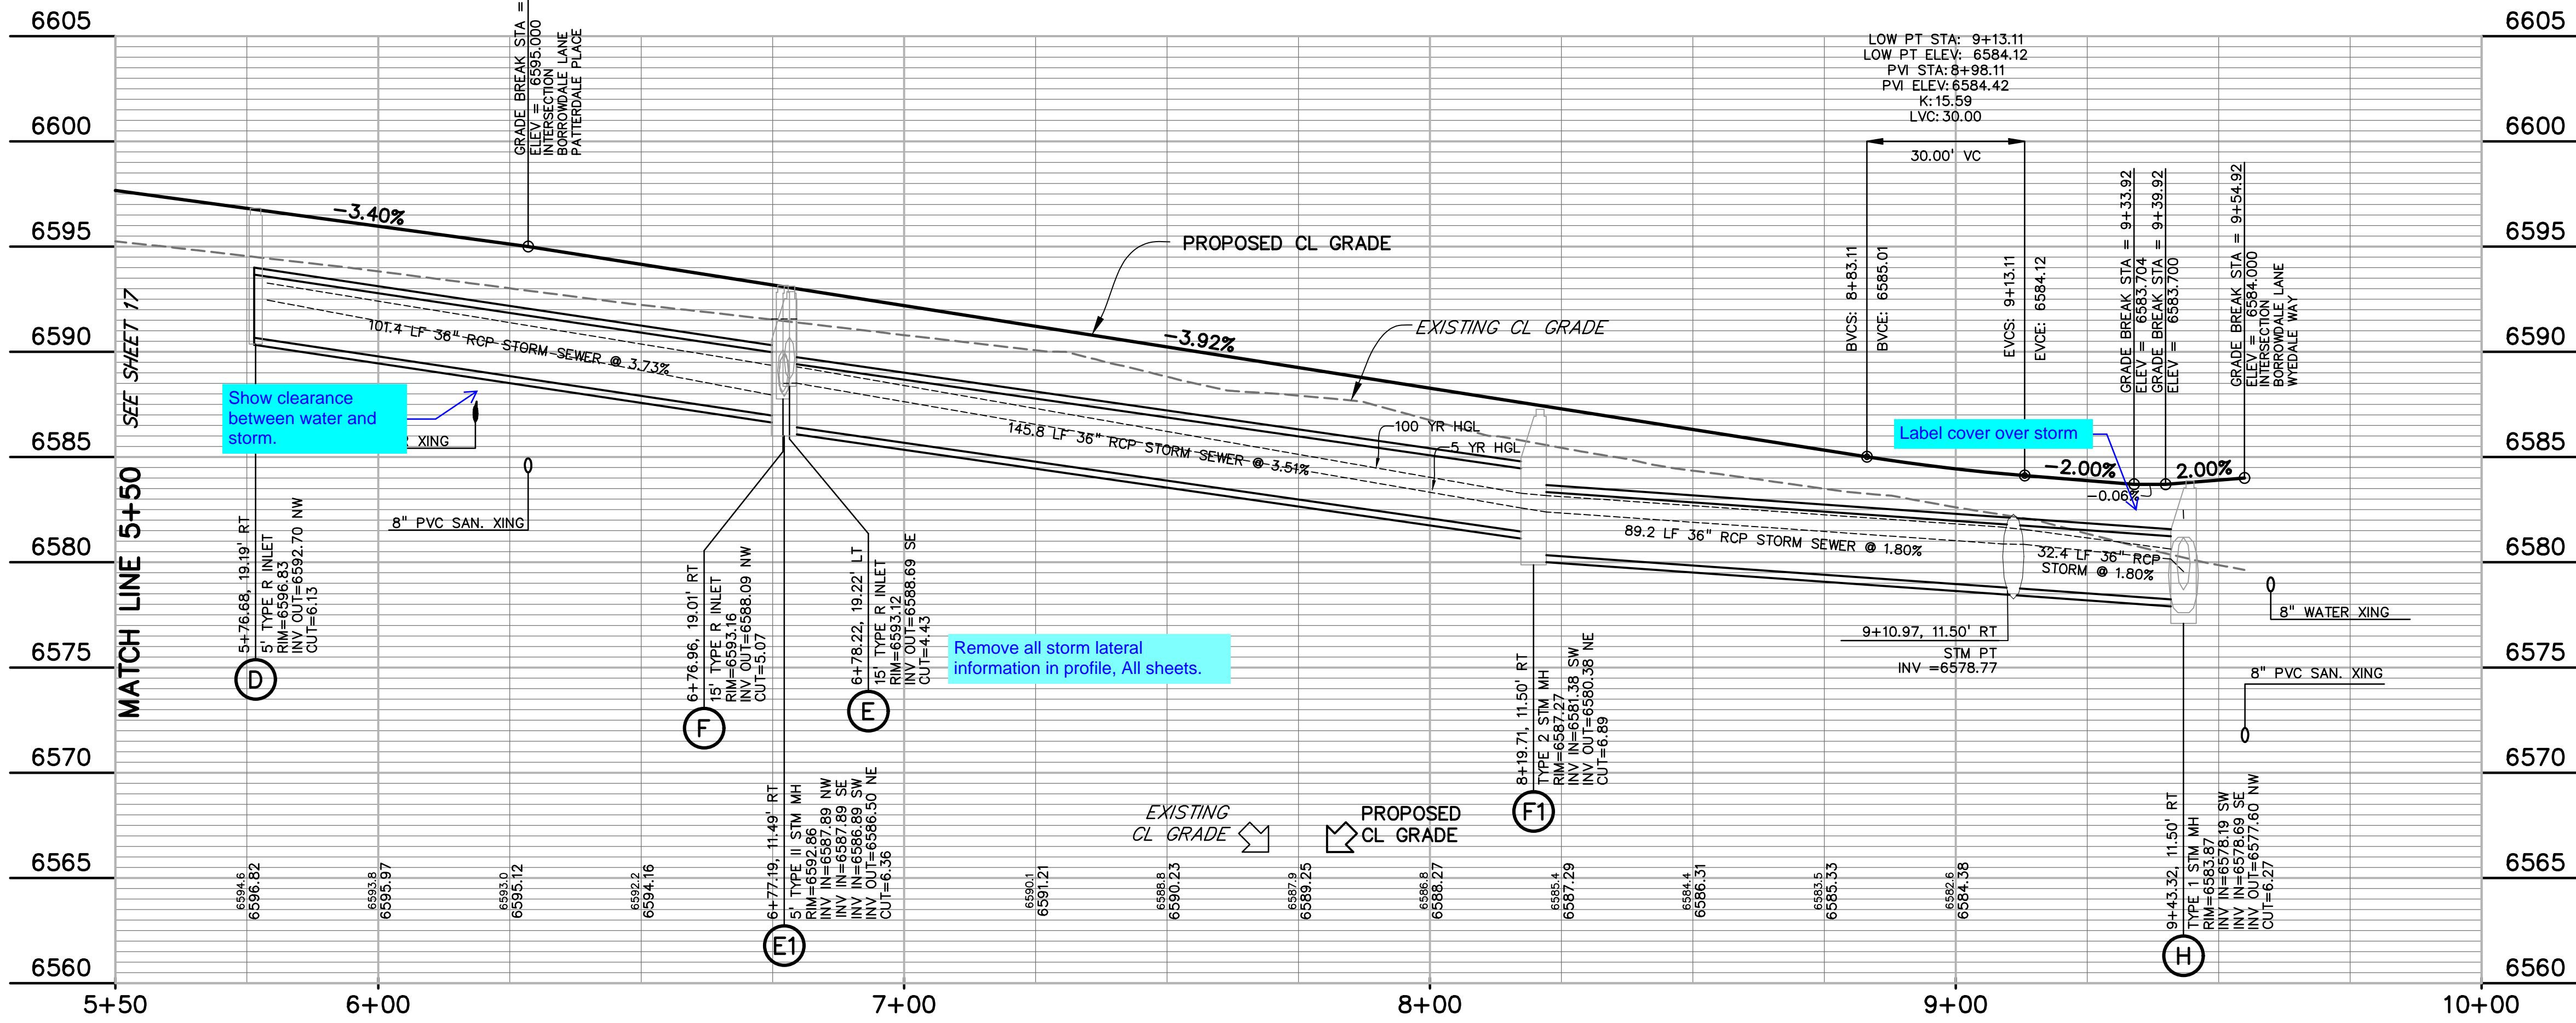 6605
6600
6595
6590
6585
6580
6575
6570
6565
6560
6605
6600
6595
6590
6585
6580
6575
6570
6565
6560
5+50
6+00
7+00
8+00
9+00
10+00
SEE SHEET 17
MATCH LINE 5+50
GRADE BREAK STA =
ELEV = 6595.000
INTERSECTION
BORROWDALE LANE
PATTERDALE PLACE
-3.40%
PROPOSED CL GRADE
EXISTING CL GRADE
-3.92%
LOW PT STA: 9+13.11
LOW PT ELEV: 6584.12
PVI STA:8+98.11
PVI ELEV:6584.42
K:15.59
LVC:30.00
30.00' VC
BVCS: 8+83.11
BVCE: 6585.01
EVCS: 9+13.11
EVCE: 6584.12
GRADE BREAK STA = 9+33.92
ELEV = 6583.704
GRADE BREAK STA = 9+39.92
ELEV = 6583.700
GRADE BREAK STA = 9+54.92
ELEV = 6584.000
INTERSECTION
BORROWDALE LANE
WYEDALE WAY
-2.00%
-0.06%
2.00%
Show clearance
between water and
storm.
XING
Label cover over storm
Remove all storm lateral
information in profile, All sheets.
101.4 LF 36" RCP STORM SEWER @ 3.73%
145.8 LF 36" RCP STORM SEWER @ 3.51%
100 YR HGL
5 YR HGL
89.2 LF 36" RCP STORM SEWER @ 1.80%
32.4 LF 36" RCP
STORM @ 1.80%
8" PVC SAN. XING
8" WATER XING
8" PVC SAN. XING
9+10.97, 11.50' RT
STM PT
INV =6578.77
5+76.68, 19.19' RT
5' TYPE R INLET
RIM=6596.83
INV OUT=6592.70 NW
CUT=6.13
D
6+76.96, 19.01' RT
15' TYPE R INLET
RIM=6593.16
INV OUT=6588.09 NW
CUT=5.07
F
6+78.22, 19.22' LT
15' TYPE R INLET
RIM=6593.12
INV OUT=6588.69 SE
CUT=4.43
E
6+77.19, 11.49' RT
5' TYPE II STM MH
RIM=6592.86
INV IN=6587.89 NW
INV IN=6587.89 SE
INV IN=6586.89 SW
INV OUT=6586.50 NE
CUT=6.36
E1
8+19.71, 11.50' RT
TYPE 2 STM MH
RIM=6587.27
INV IN=6581.38 SW
INV OUT=6580.38 NE
CUT=6.89
F1
9+43.32, 11.50' RT
TYPE 1 STM MH
RIM=6583.87
INV IN=6578.19 SW
INV IN=6578.69 SE
INV OUT=6577.60 NW
CUT=6.27
H
EXISTING
CL GRADE
PROPOSED
CL GRADE
6594.6
6596.82
6593.8
6595.97
6593.0
6595.12
6592.2
6594.16
6590.1
6591.21
6588.8
6590.23
6587.9
6589.25
6586.8
6588.27
6585.4
6587.29
6584.4
6586.31
6583.5
6585.33
6582.6
6584.38